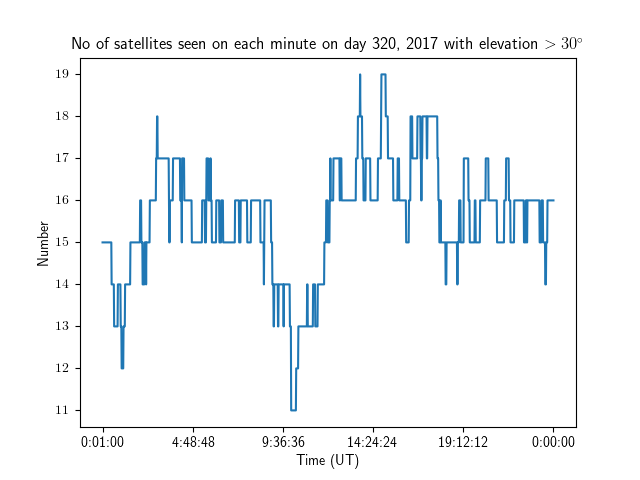 No of satellites seen on each minute on day 320, 2017 with elevation > 30°
19
18
17
16
15
14
13
12
11
Number
0:01:00 4:48:48 9:36:36 14:24:24 19:12:12 0:00:00
Time (UT)